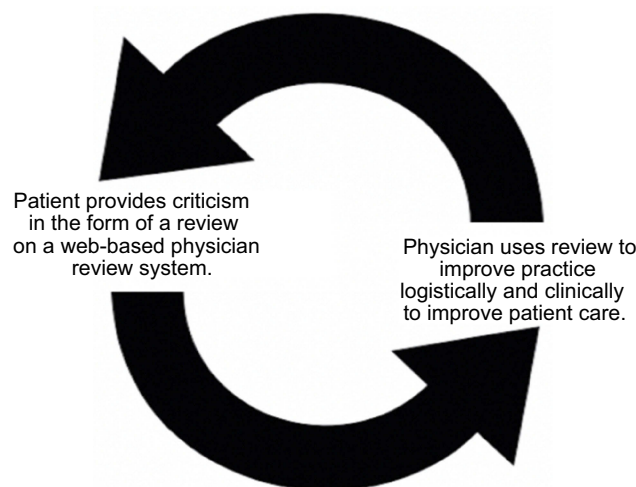 Patient provides criticism
in the form of a review
on a web-based physician
review system.
Physician uses review to
improve practice
logistically and clinically
to improve patient care.